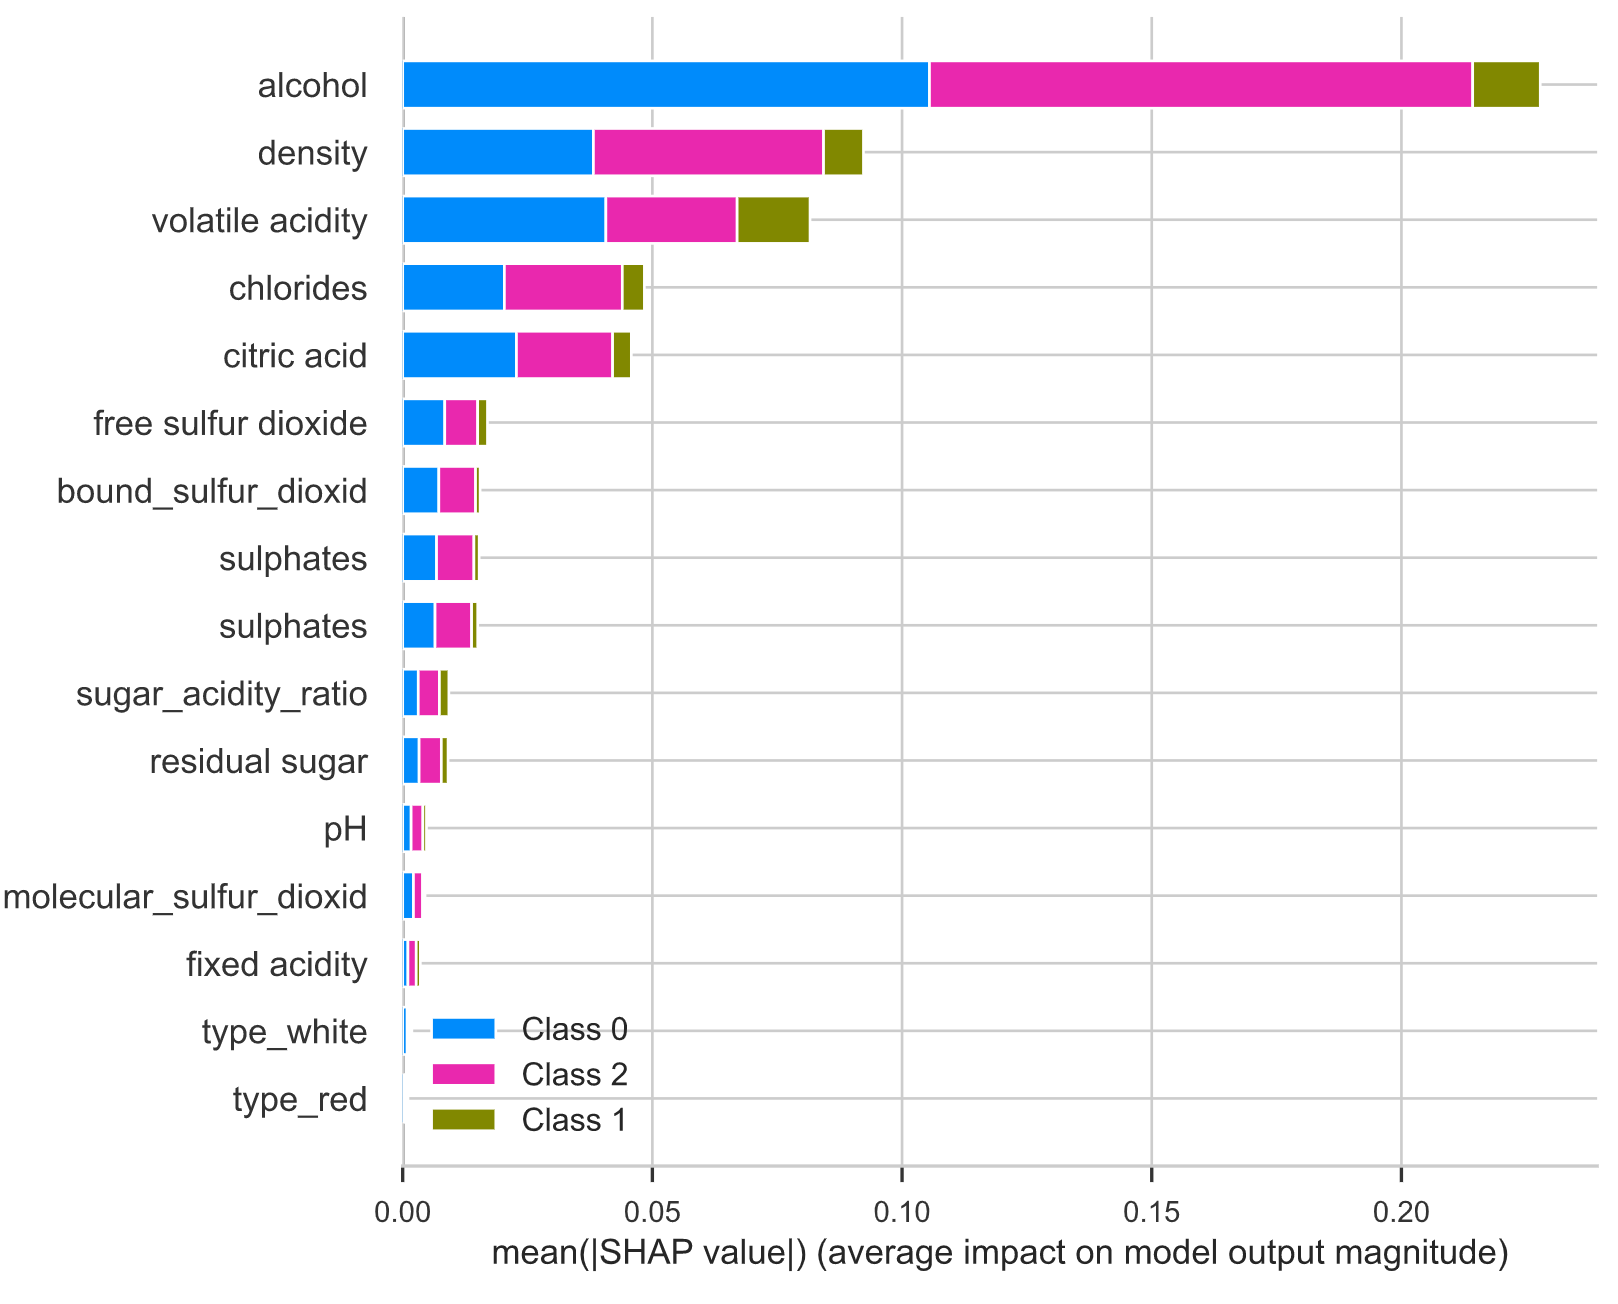 alcohol
density
volatile acidity
chlorides
citric acid
free sulfur dioxide
bound_sulfur_dioxid
sulphates
sulphates
sugar_acidity_ratio
residual sugar
pH
molecular_sulfur_dioxid
fixed acidity
type_white
type_red
Class 0
Class 2
Class 1
0.00 0.05 0.10 0.15 0.20
mean(|SHAP value|) (average impact on model output magnitude)